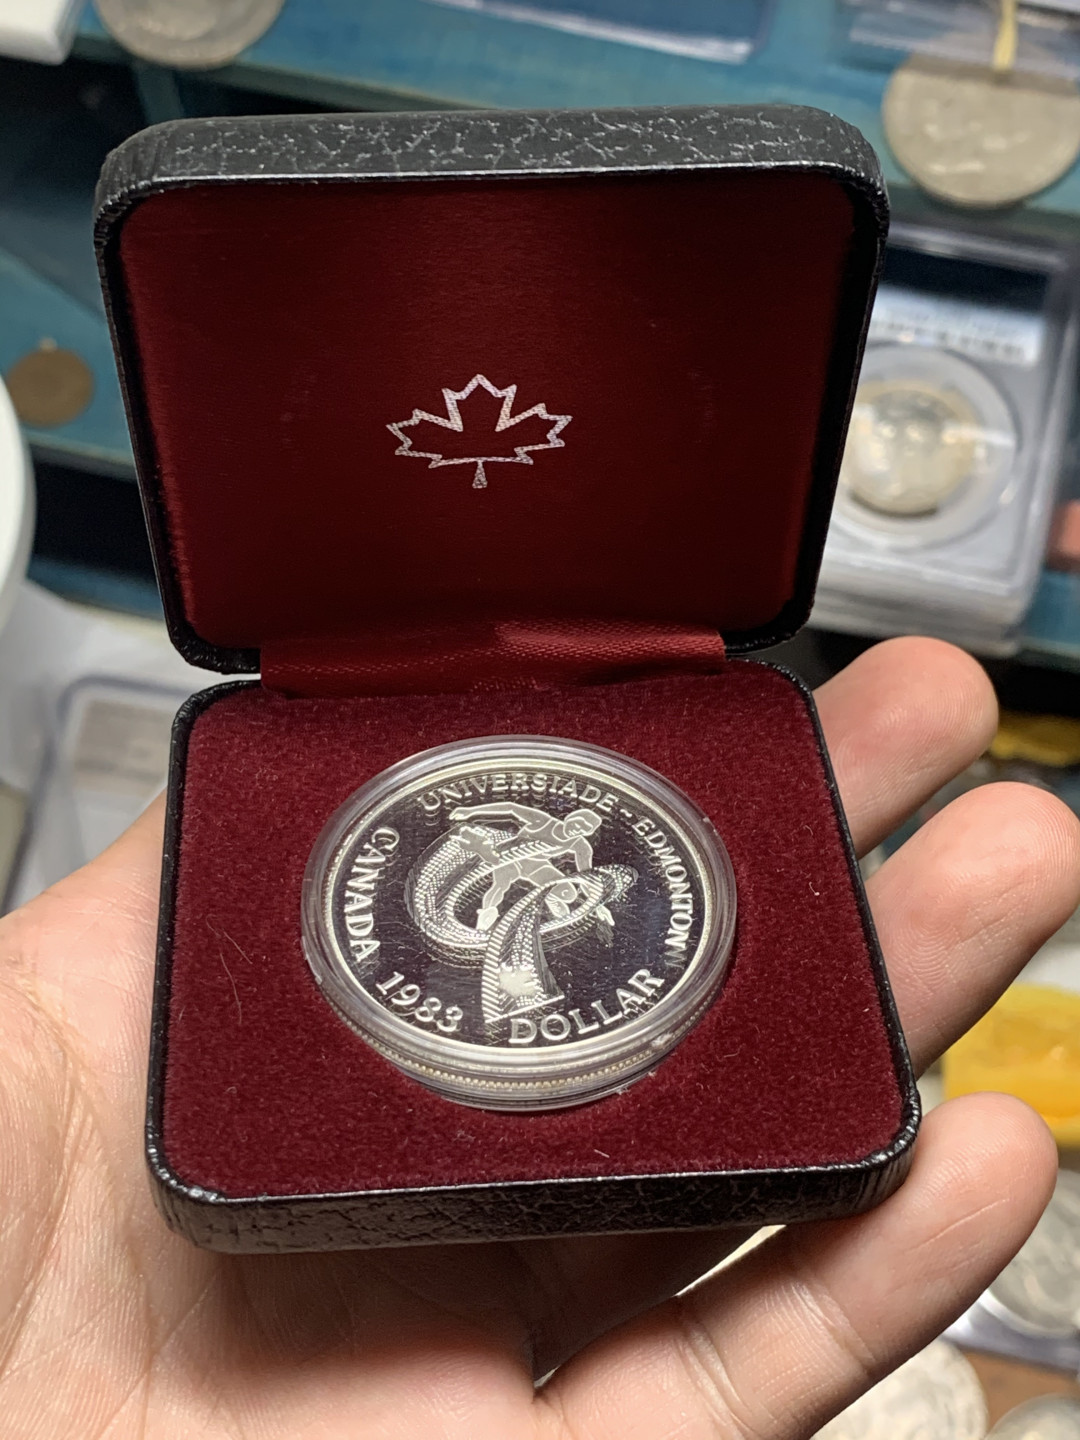 UNIVERSIADE ~ EDMONTON
CANADA 1983
DOLLAR